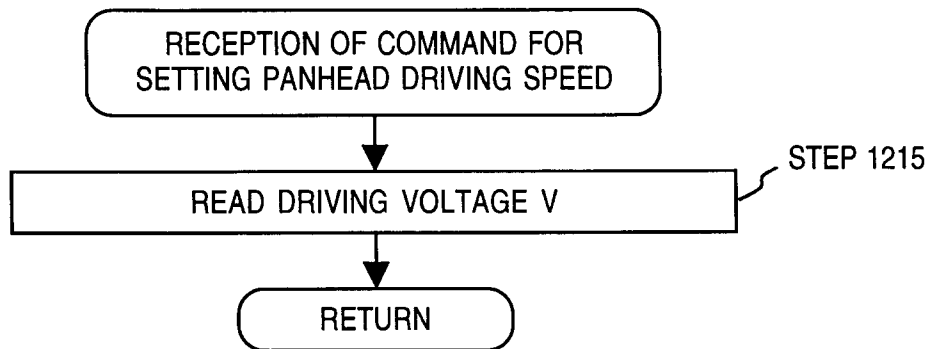 RECEPTION OF COMMAND FOR
SETTING PANHEAD DRIVING SPEED
STEP 1215
READ DRIVING VOLTAGE V
RETURN